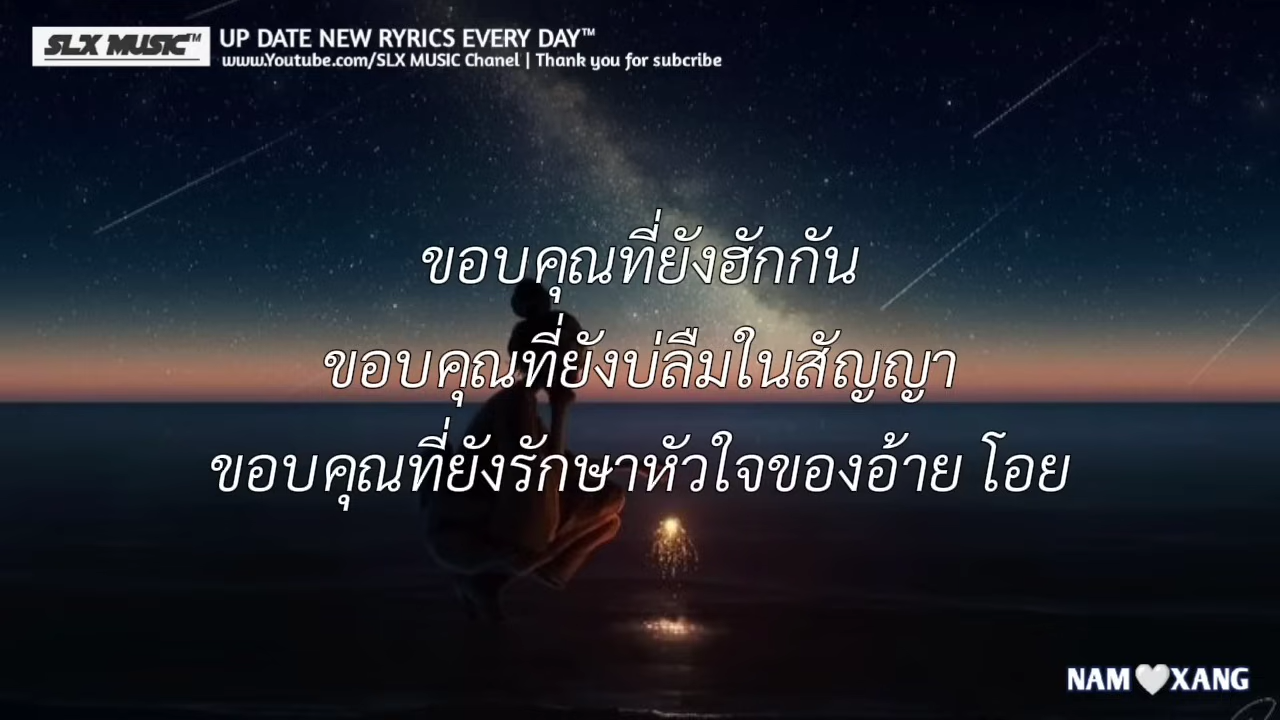 SLX MUSIC™
UP DATE NEW RYRICS EVERY DAY™
www.Youtube.com/SLX MUSIC Chanel | Thank you for subcribe
ขอบคุณที่ยังฮักกัน
ขอบคุณที่ยังบ่ลืมในสัญญา
ขอบคุณที่ยังรักษาหัวใจของอ้าย โอย
NAM🤍XANG